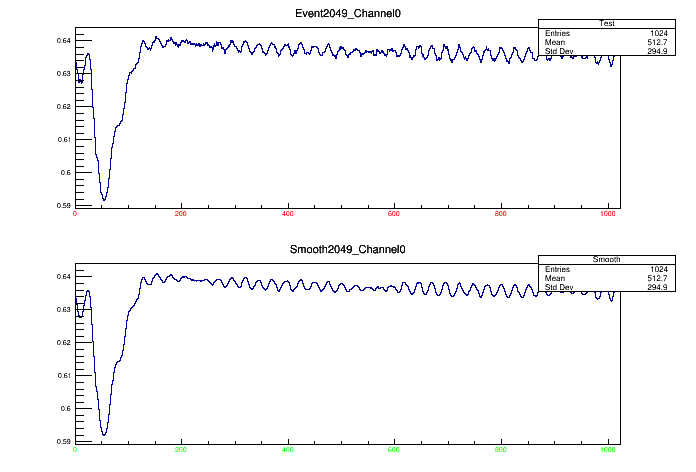 Event2049_Channel0
Test
Entries 1024
Mean 512.7
Std Dev 294.9
0.64
0.63
0.62
0.61
0.6
0.59
0 200 400 600 800 1000
Smooth2049_Channel0
Smooth
Entries 1024
Mean 512.7
Std Dev 294.9
0.64
0.63
0.62
0.61
0.6
0.59
0 200 400 600 800 1000